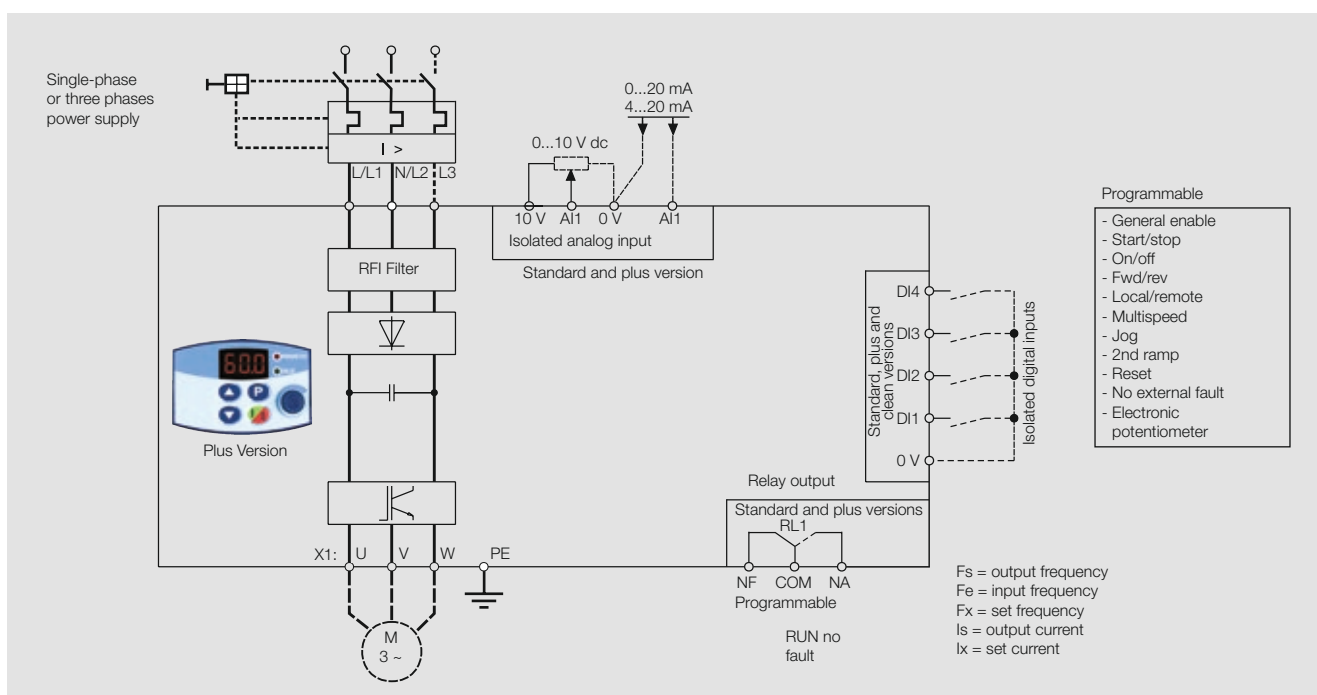 Single-phase
or three phases
power supply
I >
L/L1 N/L2 L3
0...20 mA
4...20 mA
0...10 V dc
10 V AI1 0 V AI1
Isolated analog input
Standard and plus version
RFI Filter
60.0
P
Plus Version
X1: U V W PE
M
3 ~
Standard, plus and
clean versions
DI4
DI3
DI2
DI1
0 V
Isolated digital inputs
Relay output
Standard and plus versions
RL1
NF COM NA
Programmable
RUN no
fault
Programmable
- General enable
- Start/stop
- On/off
- Fwd/rev
- Local/remote
- Multispeed
- Jog
- 2nd ramp
- Reset
- No external fault
- Electronic
potentiometer
Fs = output frequency
Fe = input frequency
Fx = set frequency
Is = output current
Ix = set current